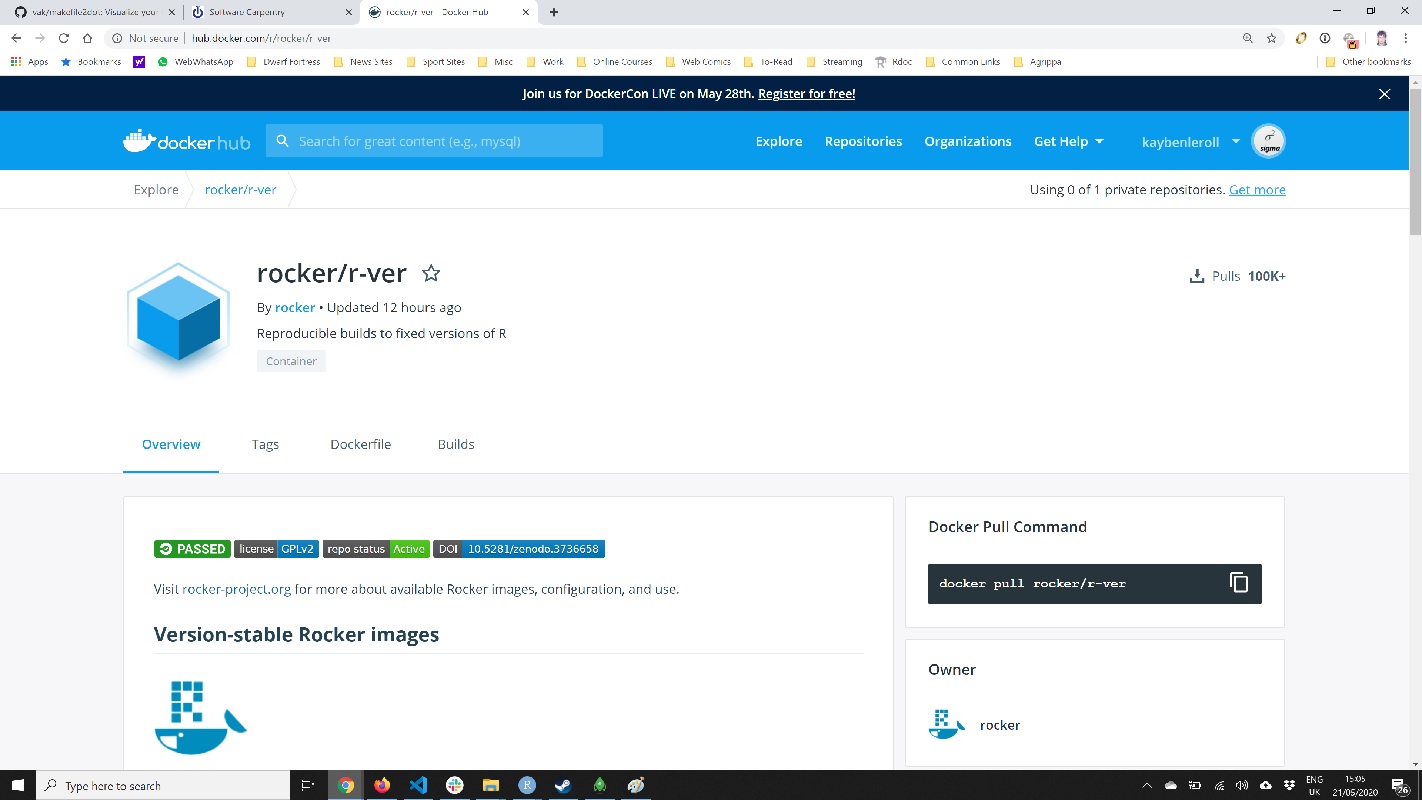 vak/makefile2dot: Visualize your
Software Carpentry
rocker/r-ver - Docker Hub
Not secure | hub.docker.com/r/rocker/r-ver
Apps Bookmarks WebWhatsApp Dwarf Fortress News Sites Sport Sites Misc Work Online Courses Web Comics To-Read Streaming Rdoc Common Links Agrippa Other bookmarks
Join us for DockerCon LIVE on May 28th. Register for free!
docker hub
Search for great content (e.g., mysql)
Explore Repositories Organizations Get Help kaybenleroll
sigma
Explore rocker/r-ver
Using 0 of 1 private repositories. Get more
rocker/r-ver
Pulls 100K+
By rocker • Updated 12 hours ago
Reproducible builds to fixed versions of R
Container
Overview Tags Dockerfile Builds
PASSED license GPLv2 repo status Active DOI 10.5281/zenodo.3736658
Visit rocker-project.org for more about available Rocker images, configuration, and use.
Version-stable Rocker images
Docker Pull Command
docker pull rocker/r-ver
Owner
rocker
Type here to search
ENG
UK
15:05
21/05/2020
26